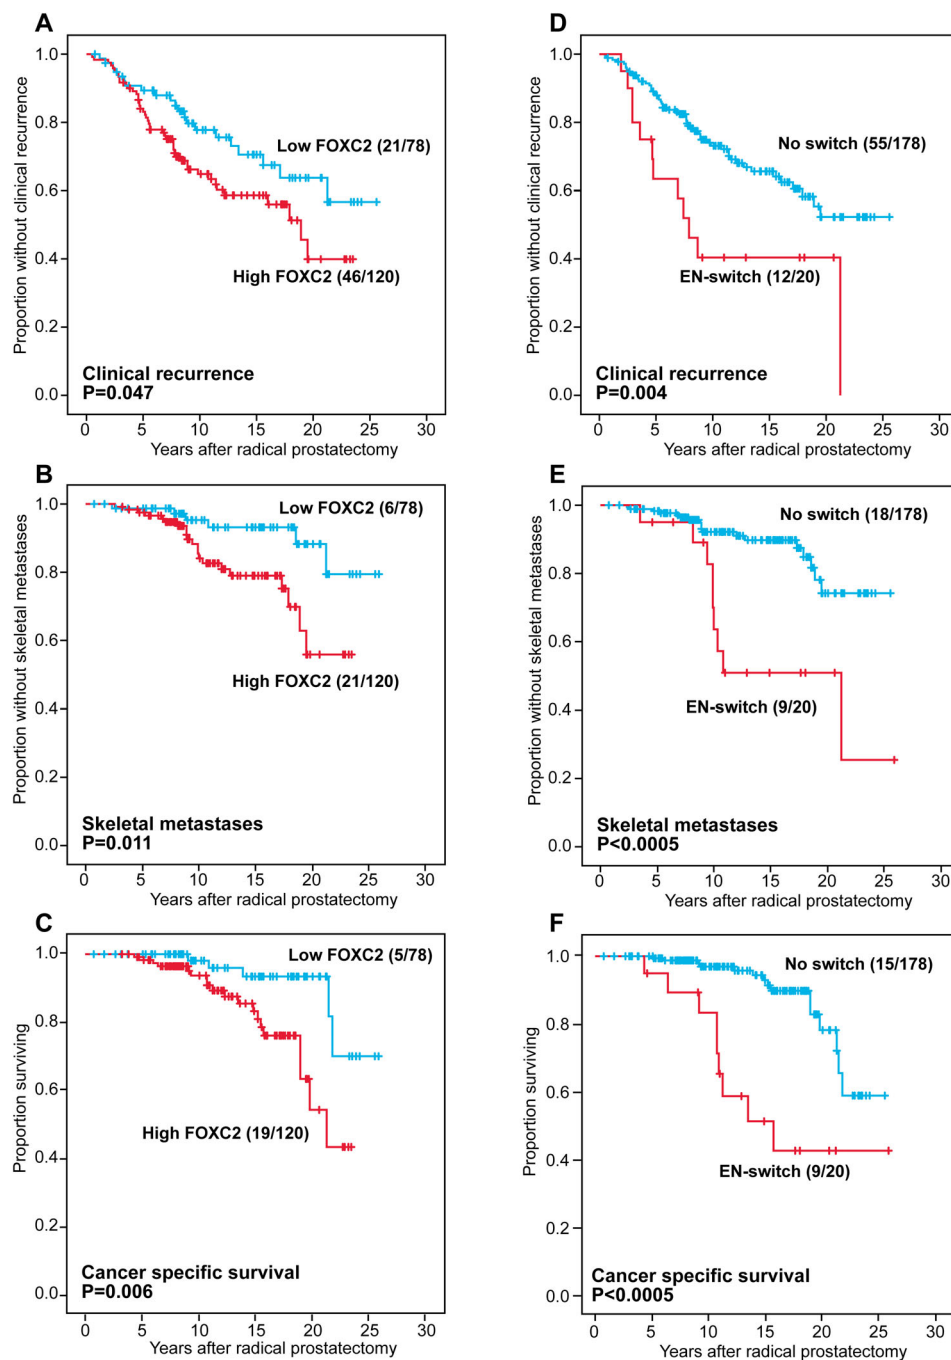 A
Proportion without clinical recurrence
1.0
0.8
0.6
0.4
0.2
0.0
Low FOXC2 (21/78)
High FOXC2 (46/120)
Clinical recurrence
P=0.047
0 5 10 15 20 25 30
Years after radical prostatectomy
D
Proportion without clinical recurrence
1.0
0.8
0.6
0.4
0.2
0.0
No switch (55/178)
EN-switch (12/20)
Clinical recurrence
P=0.004
0 5 10 15 20 25 30
Years after radical prostatectomy
B
Proportion without skeletal metastases
1.0
0.8
0.6
0.4
0.2
0.0
Low FOXC2 (6/78)
High FOXC2 (21/120)
Skeletal metastases
P=0.011
0 5 10 15 20 25 30
Years after radical prostatectomy
E
Proportion without skeletal metastases
1.0
0.8
0.6
0.4
0.2
0.0
No switch (18/178)
EN-switch (9/20)
Skeletal metastases
P<0.0005
0 5 10 15 20 25 30
Years after radical prostatectomy
C
Proportion surviving
1.0
0.8
0.6
0.4
0.2
0.0
Low FOXC2 (5/78)
High FOXC2 (19/120)
Cancer specific survival
P=0.006
0 5 10 15 20 25 30
Years after radical prostatectomy
F
Proportion surviving
1.0
0.8
0.6
0.4
0.2
0.0
No switch (15/178)
EN-switch (9/20)
Cancer specific survival
P<0.0005
0 5 10 15 20 25 30
Years after radical prostatectomy